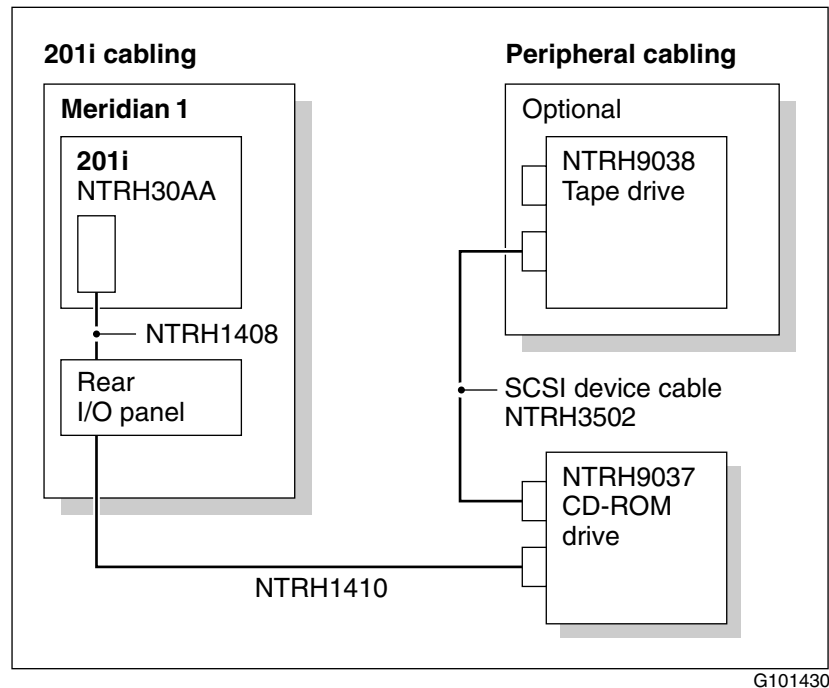 201i cabling
Peripheral cabling
Meridian 1
201i
NTRH30AA
NTRH1408
Rear
I/O panel
Optional
NTRH9038
Tape drive
SCSI device cable
NTRH3502
NTRH9037
CD-ROM
drive
NTRH1410
G101430